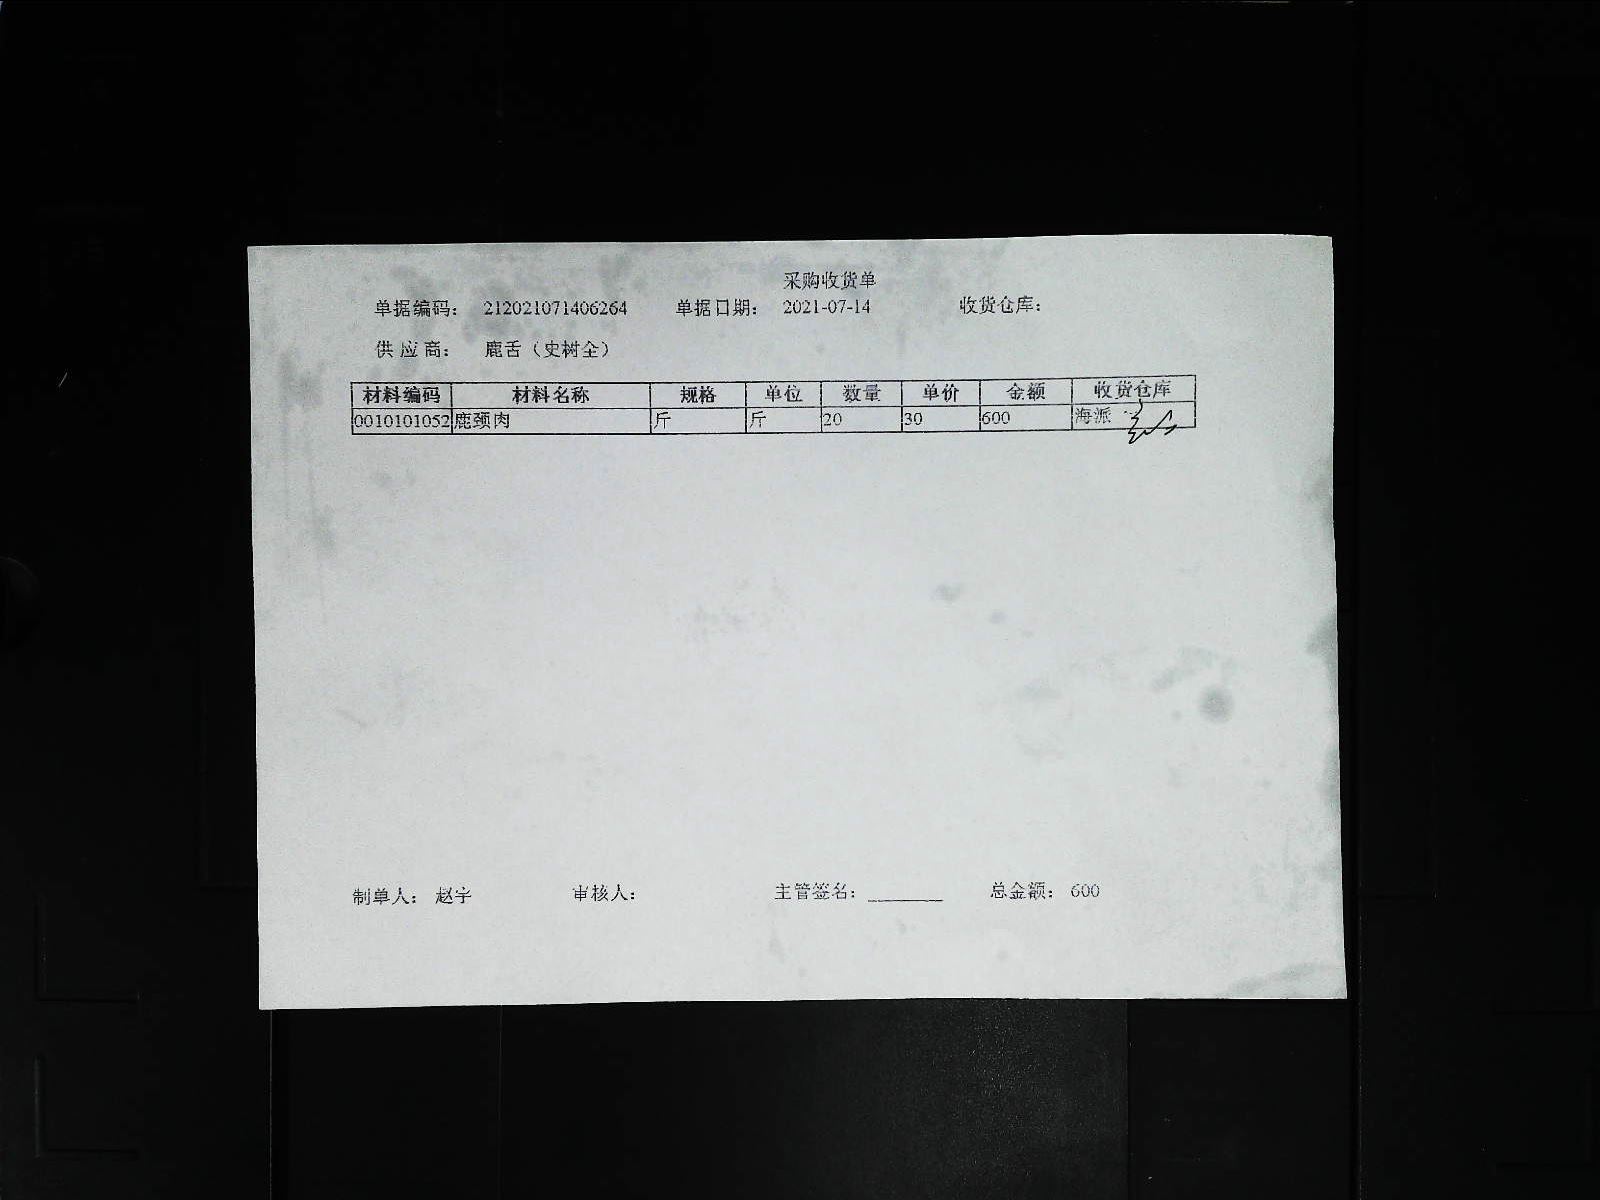 采购收货单
单据编码： 212021071406264 单据日期： 2021-07-14 收货仓库：
供应商： 鹿舌（史树全）
材料编码 材料名称 规格 单位 数量 单价 金额 收货仓库
0010101052 鹿颈肉 斤 斤 20 30 600 海派
制单人： 赵宇 审核人： 主管签名： 总金额： 600